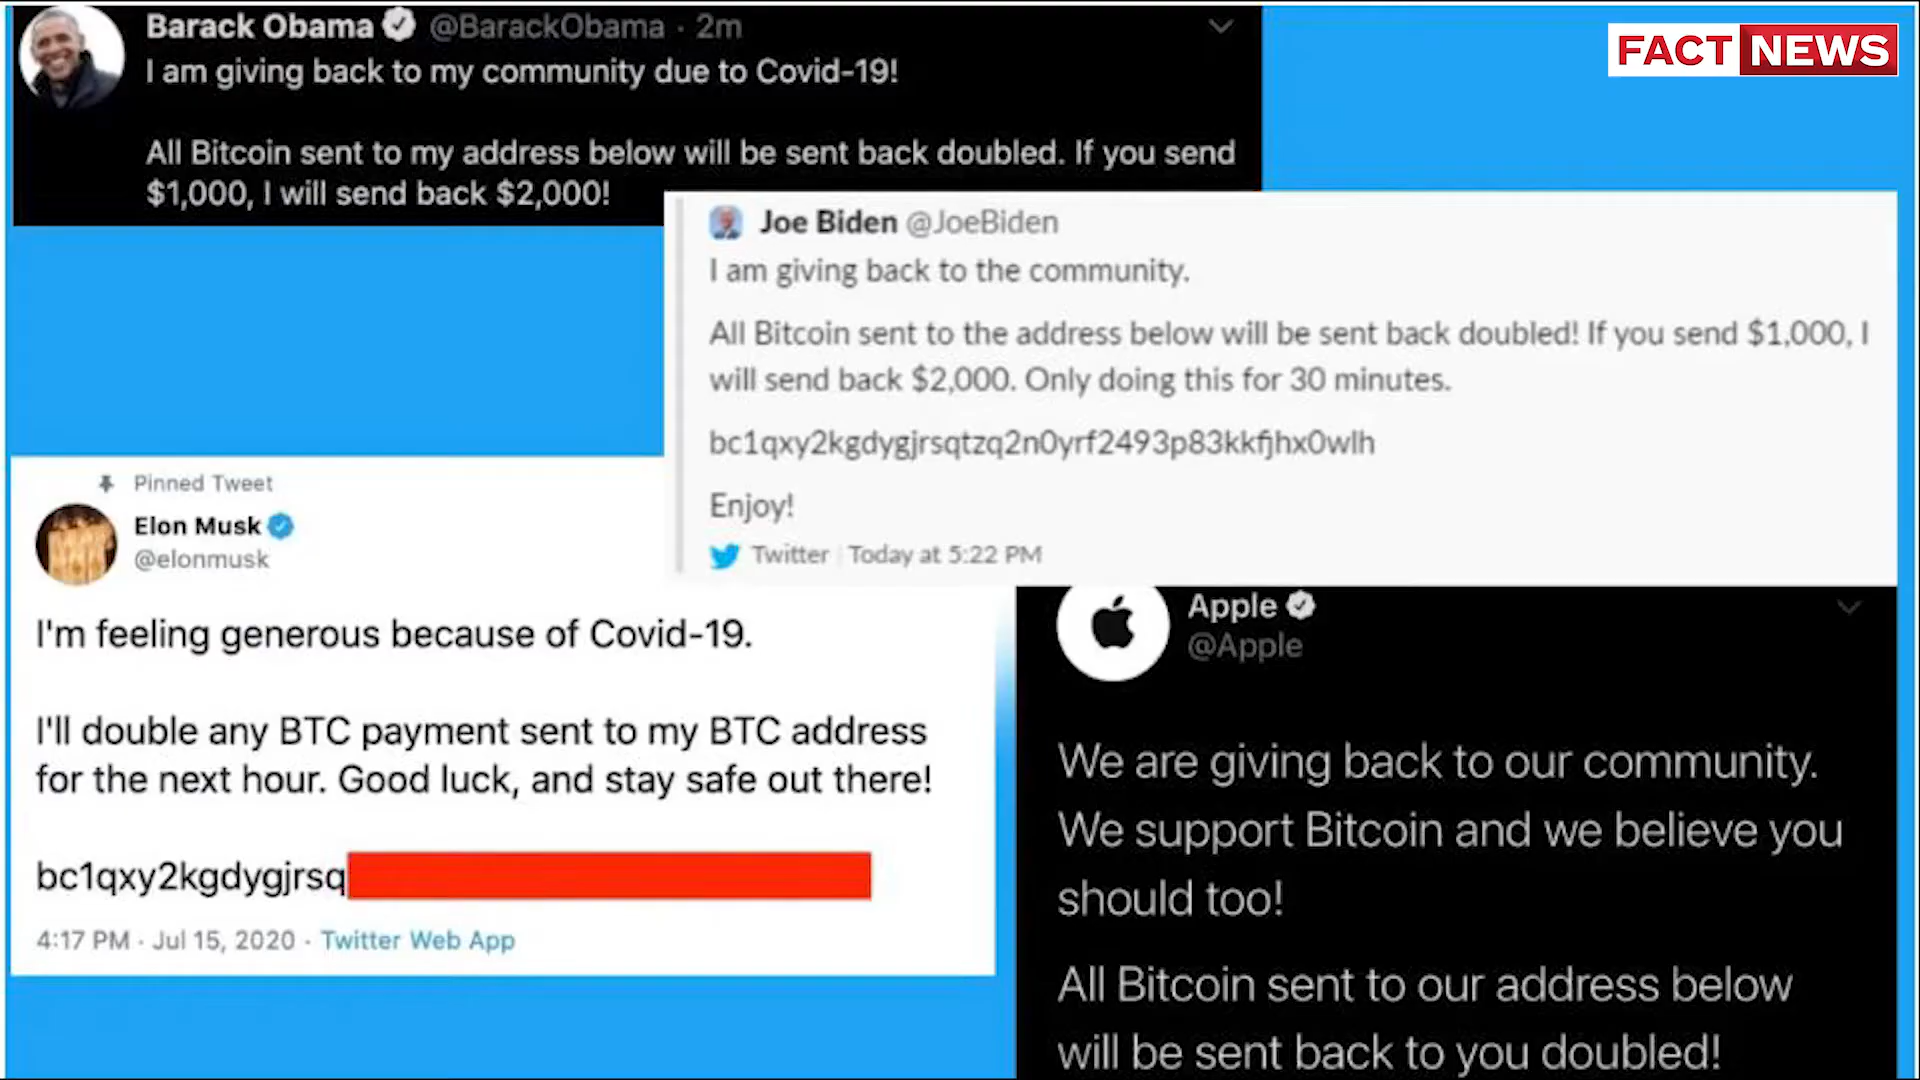 Barack Obama @BarackObama · 2m
I am giving back to my community due to Covid-19!
All Bitcoin sent to my address below will be sent back doubled. If you send
$1,000, I will send back $2,000!
FACT NEWS
Joe Biden @JoeBiden
I am giving back to the community.
All Bitcoin sent to the address below will be sent back doubled! If you send $1,000, I
will send back $2,000. Only doing this for 30 minutes.
bc1qxy2kgdygjrsqtzq2n0yrf2493p83kkfjhx0wlh
Enjoy!
Twitter Today at 5:22 PM
Pinned Tweet
Elon Musk
@elonmusk
I'm feeling generous because of Covid-19.
I'll double any BTC payment sent to my BTC address
for the next hour. Good luck, and stay safe out there!
bc1qxy2kgdygjrsq
4:17 PM · Jul 15, 2020 · Twitter Web App
Apple
@Apple
We are giving back to our community.
We support Bitcoin and we believe you
should too!
All Bitcoin sent to our address below
will be sent back to you doubled!